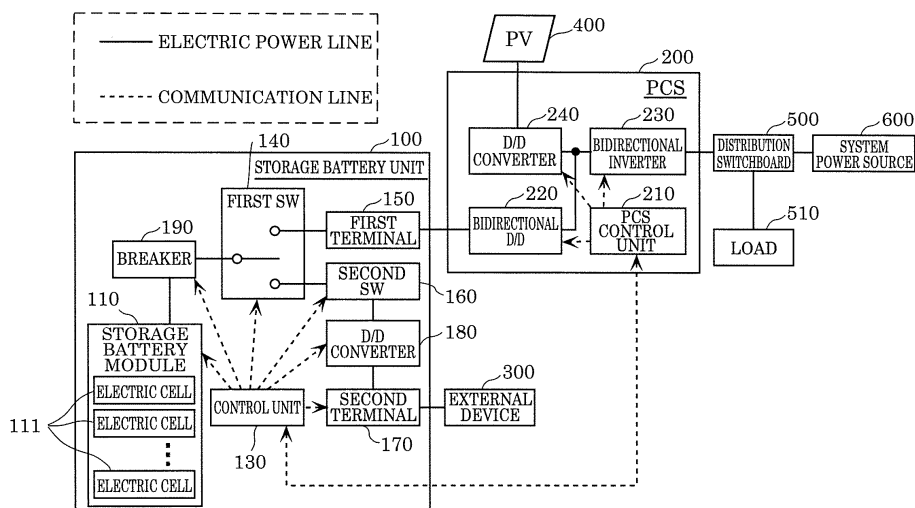 ELECTRIC POWER LINE
COMMUNICATION LINE
PV
400
200
PCS
240
D/D
CONVERTER
230
BIDIRECTIONAL
INVERTER
500
DISTRIBUTION
SWITCHBOARD
600
SYSTEM
POWER SOURCE
220
BIDIRECTIONAL
D/D
210
PCS
CONTROL
UNIT
510
LOAD
100
STORAGE BATTERY UNIT
140
FIRST SW
150
FIRST
TERMINAL
190
BREAKER
SECOND
SW
160
110
STORAGE
BATTERY
MODULE
180
D/D
CONVERTER
ELECTRIC CELL
ELECTRIC CELL
ELECTRIC CELL
111
CONTROL UNIT
130
SECOND
TERMINAL
170
300
EXTERNAL
DEVICE